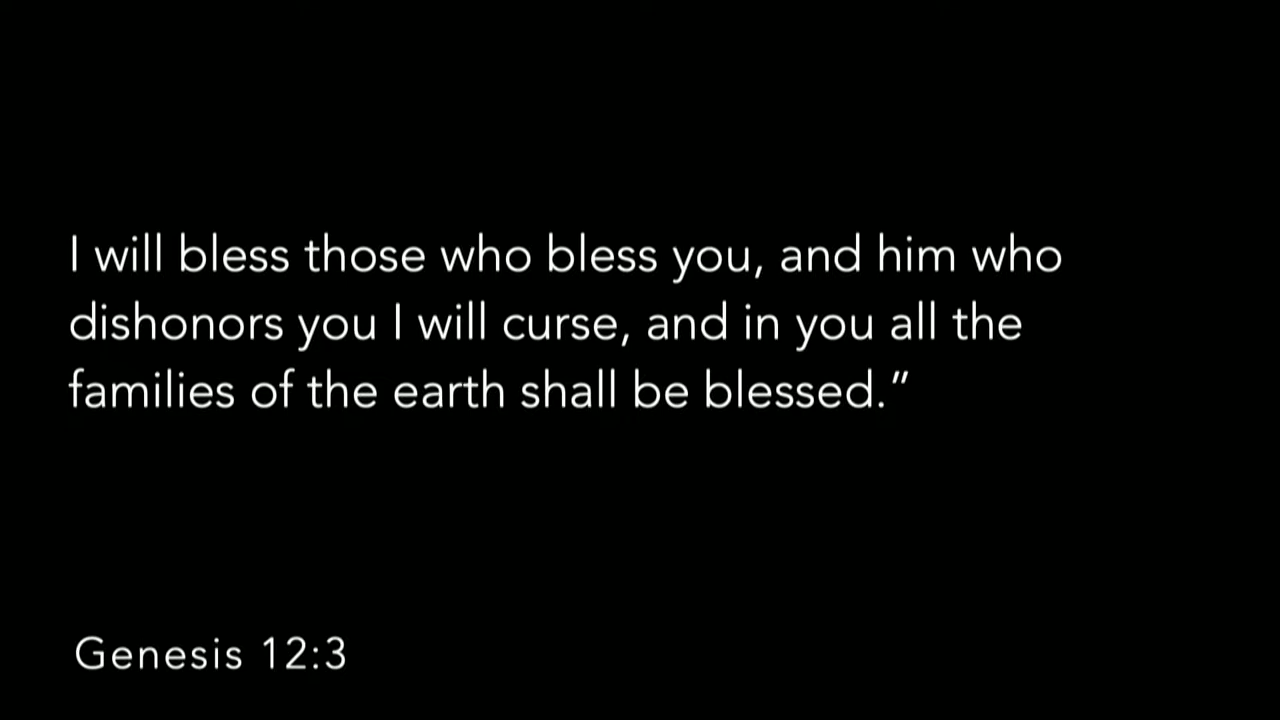 I will bless those who bless you, and him who
dishonors you I will curse, and in you all the
families of the earth shall be blessed.”
Genesis 12:3